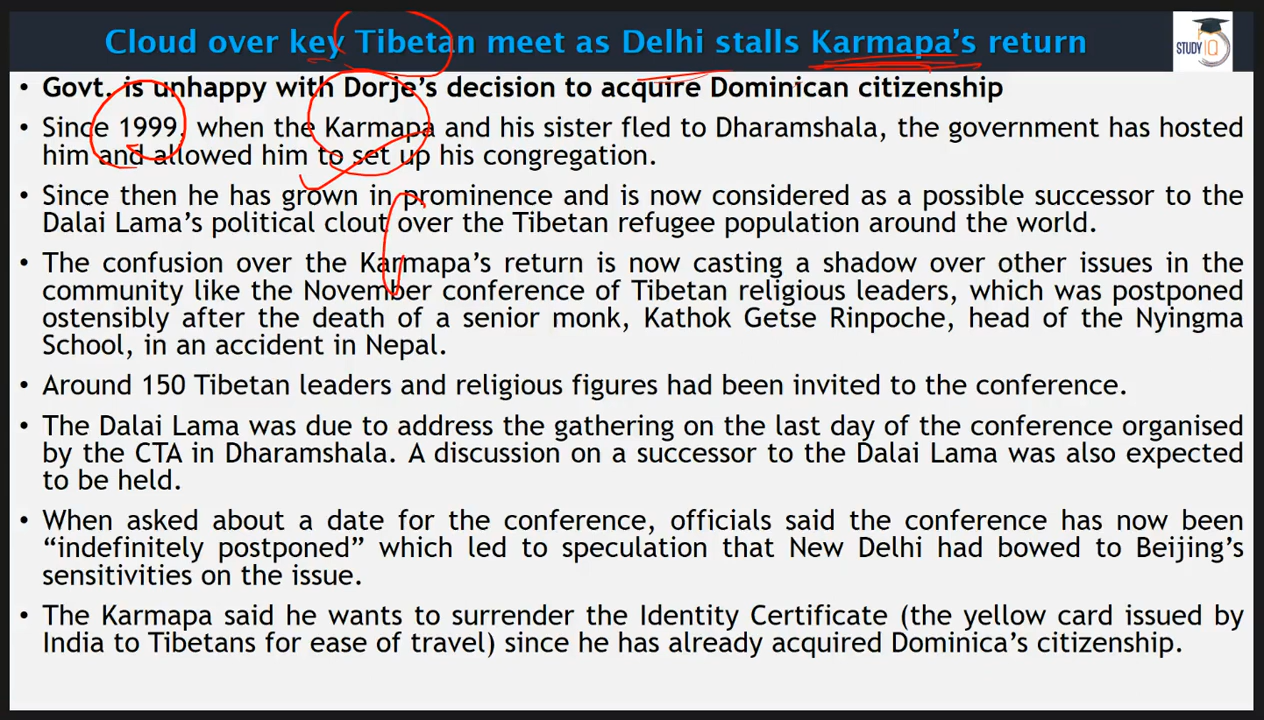 Cloud over key Tibetan meet as Delhi stalls Karmapa's return
STUDY IQ
• Govt. is unhappy with Dorje's decision to acquire Dominican citizenship
• Since 1999, when the Karmapa and his sister fled to Dharamshala, the government has hosted
him and allowed him to set up his congregation.
• Since then he has grown in prominence and is now considered as a possible successor to the
Dalai Lama's political clout over the Tibetan refugee population around the world.
• The confusion over the Karmapa's return is now casting a shadow over other issues in the
community like the November conference of Tibetan religious leaders, which was postponed
ostensibly after the death of a senior monk, Kathok Getse Rinpoche, head of the Nyingma
School, in an accident in Nepal.
• Around 150 Tibetan leaders and religious figures had been invited to the conference.
• The Dalai Lama was due to address the gathering on the last day of the conference organised
by the CTA in Dharamshala. A discussion on a successor to the Dalai Lama was also expected
to be held.
• When asked about a date for the conference, officials said the conference has now been
“indefinitely postponed” which led to speculation that New Delhi had bowed to Beijing's
sensitivities on the issue.
• The Karmapa said he wants to surrender the Identity Certificate (the yellow card issued by
India to Tibetans for ease of travel) since he has already acquired Dominica's citizenship.